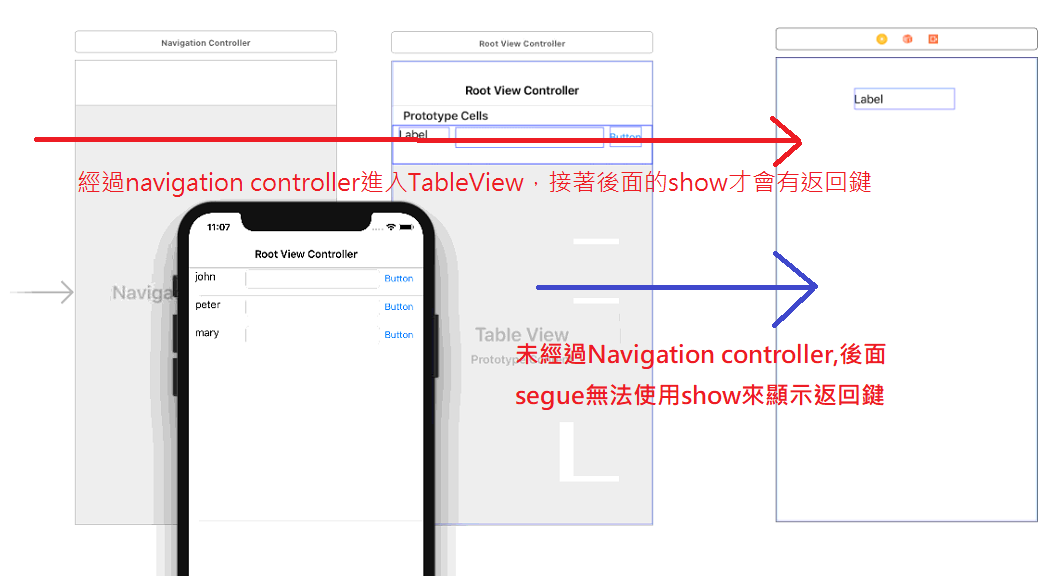 Navigation Controller
Root View Controller
Root View Controller
Prototype Cells
Label
Button
Label
經過navigation controller進入TableView，接著後面的show才會有返回鍵
11:07
Root View Controller
john
Button
peter
Button
mary
Button
Naviga
Table View
Prototype
未經過Navigation controller,後面
segue無法使用show來顯示返回鍵